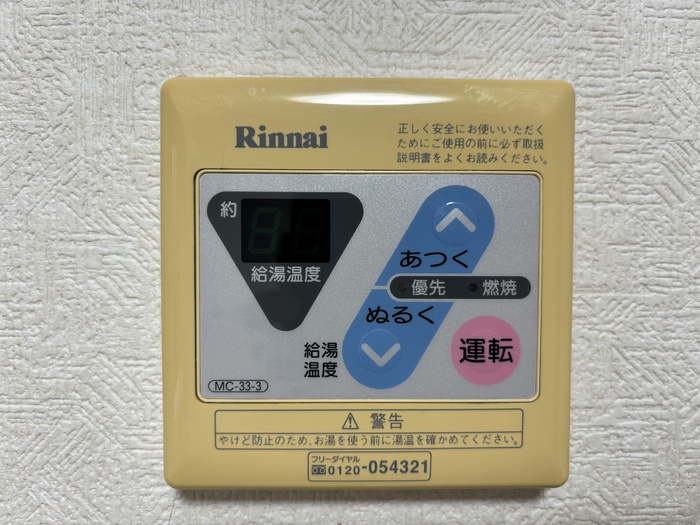 Rinnai
正しく安全にお使いいただく
ためにご使用の前に必ず取扱
説明書をよくお読みください。
約
給湯温度
あつく
優先 燃焼
ぬるく
給湯
温度
運転
MC-33-3
警告
やけど防止のため、お湯を使う前に湯温を確かめてください。
フリーダイヤル
0120-054321